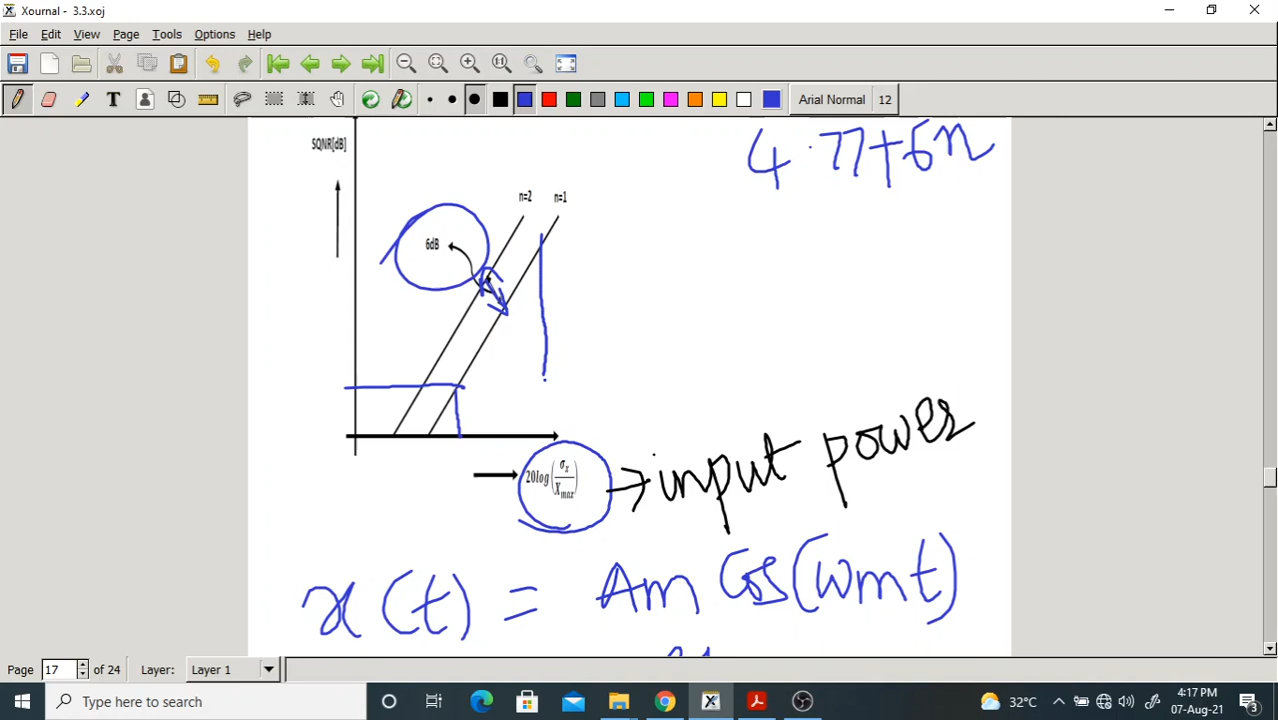 Xournal - 3.3.xoj
File Edit View Page Tools Options Help
Arial Normal 12
SQNR[dB]
4.77+6n
n=2 n=1
6dB
20log(σx/Xmax) → input power
x(t) = Am Cos(ωmt)
Page 17 of 24 Layer: Layer 1
Type here to search
32°C
4:17 PM
07-Aug-21
3